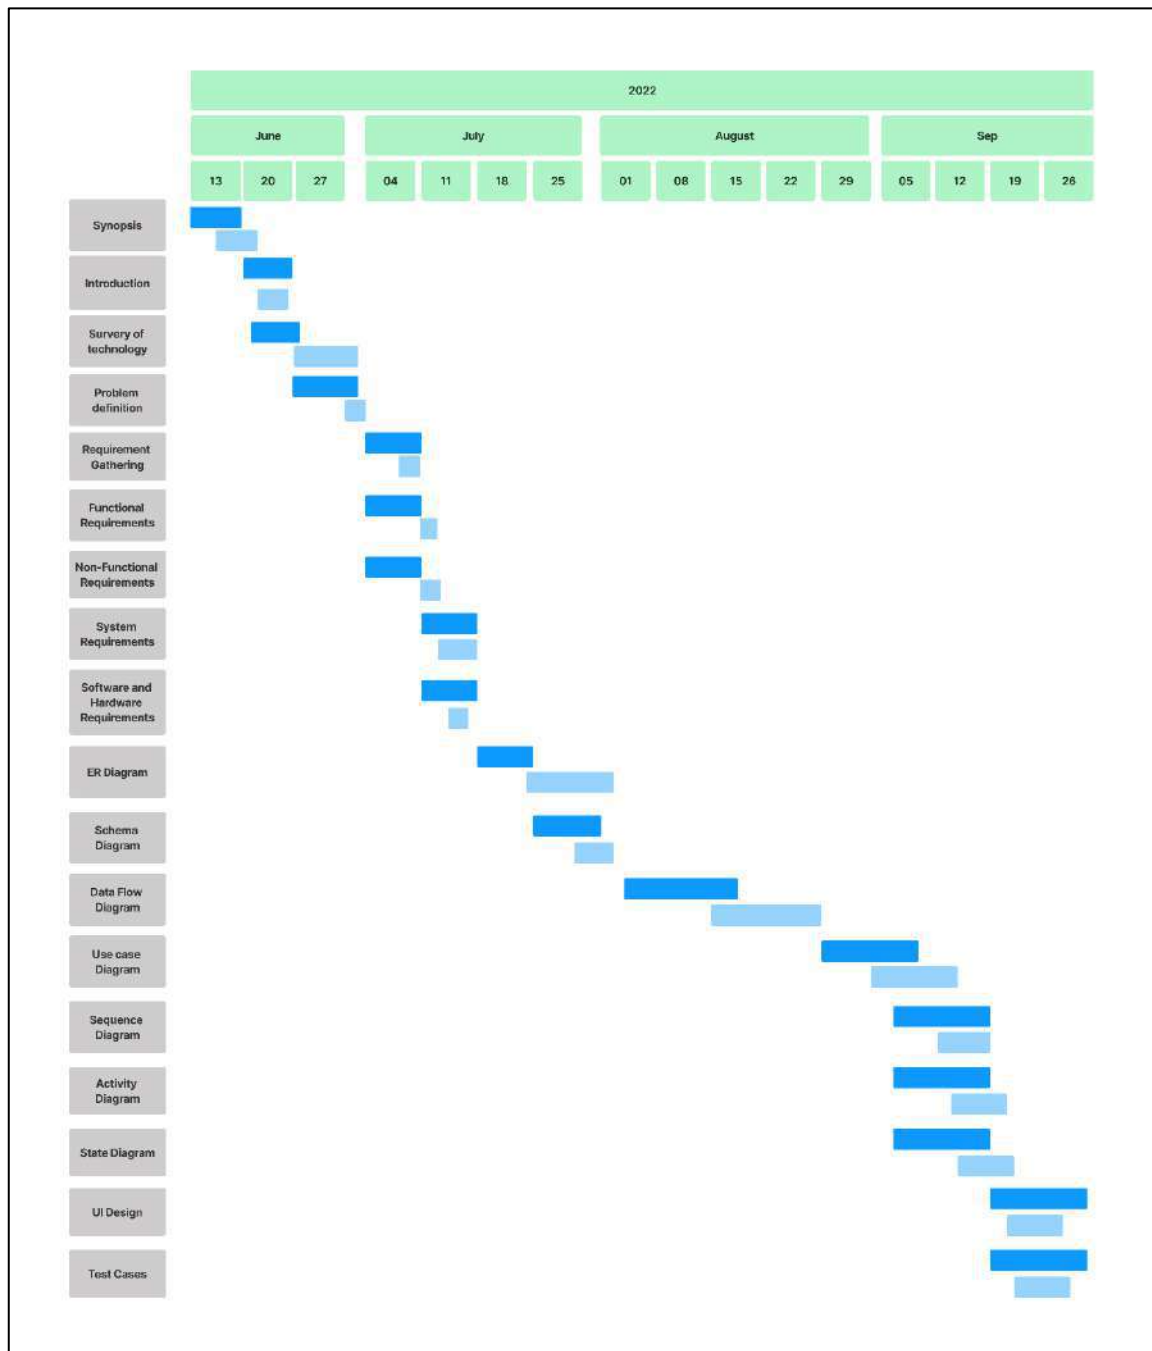 2022
June July August Sep
13 20 27 04 11 18 25 01 08 15 22 29 05 12 19 26
Synopsis
Introduction
Survery of
technology
Problem
definition
Requirement
Gathering
Functional
Requirements
Non-Functional
Requirements
System
Requirements
Software and
Hardware
Requirements
ER Diagram
Schema
Diagram
Data Flow
Diagram
Use case
Diagram
Sequence
Diagram
Activity
Diagram
State Diagram
UI Design
Test Cases